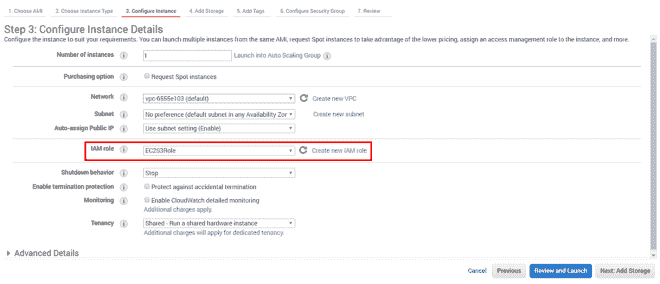 1. Choose AMI 2. Choose Instance Type 3. Configure Instance 4. Add Storage 5. Add Tags 6. Configure Security Group 7. Review
Step 3: Configure Instance Details
Configure the instance to suit your requirements. You can launch multiple instances from the same AMI, request Spot instances to take advantage of the lower pricing, assign an access management role to the instance, and more.
Number of instances 1 Launch into Auto Scaling Group
Purchasing option Request Spot instances
Network vpc-6555e103 (default) Create new VPC
Subnet No preference (default subnet in any Availability Zor Create new subnet
Auto-assign Public IP Use subnet setting (Enable)
IAM role EC2S3Role Create new IAM role
Shutdown behavior Stop
Enable termination protection Protect against accidental termination
Monitoring Enable CloudWatch detailed monitoring
Additional charges apply.
Tenancy Shared - Run a shared hardware instance
Additional charges will apply for dedicated tenancy.
Advanced Details
Cancel Previous Review and Launch Next: Add Storage